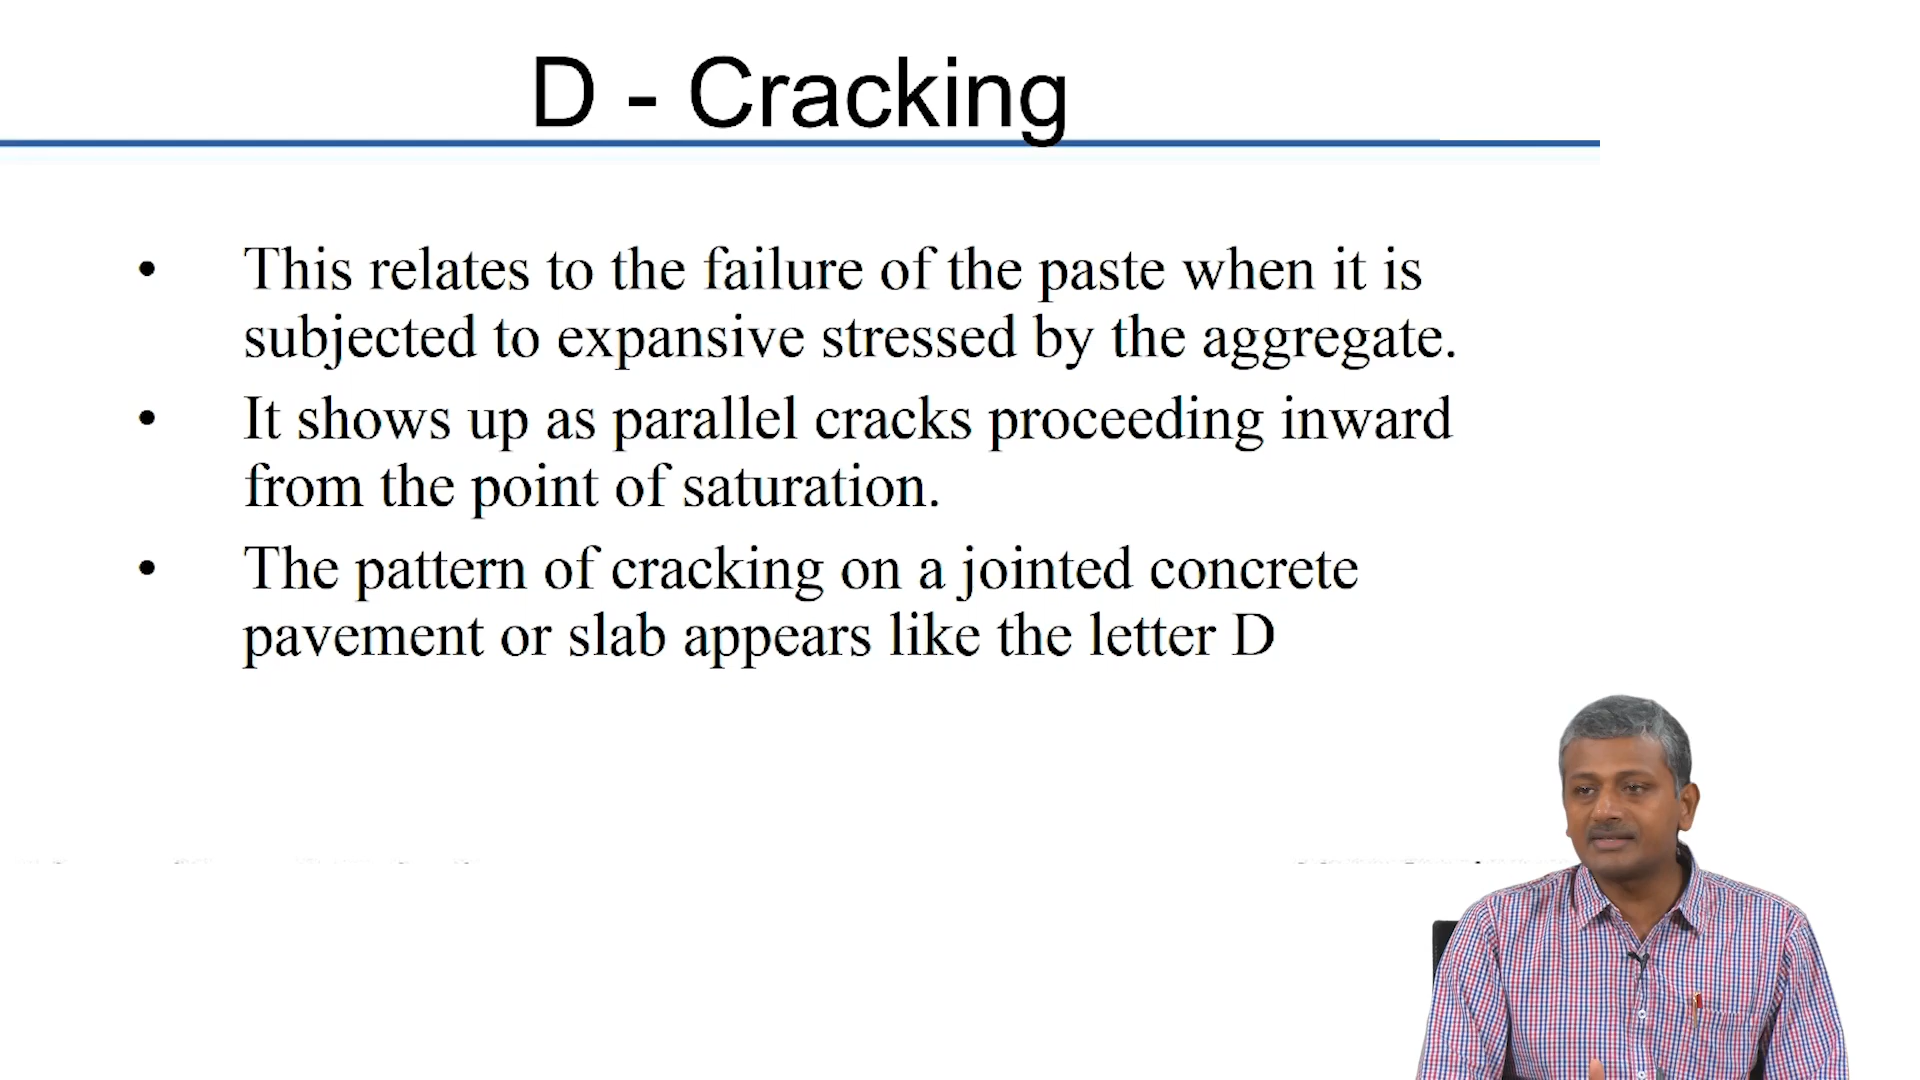 D - Cracking
• This relates to the failure of the paste when it is
subjected to expansive stressed by the aggregate.
• It shows up as parallel cracks proceeding inward
from the point of saturation.
• The pattern of cracking on a jointed concrete
pavement or slab appears like the letter D